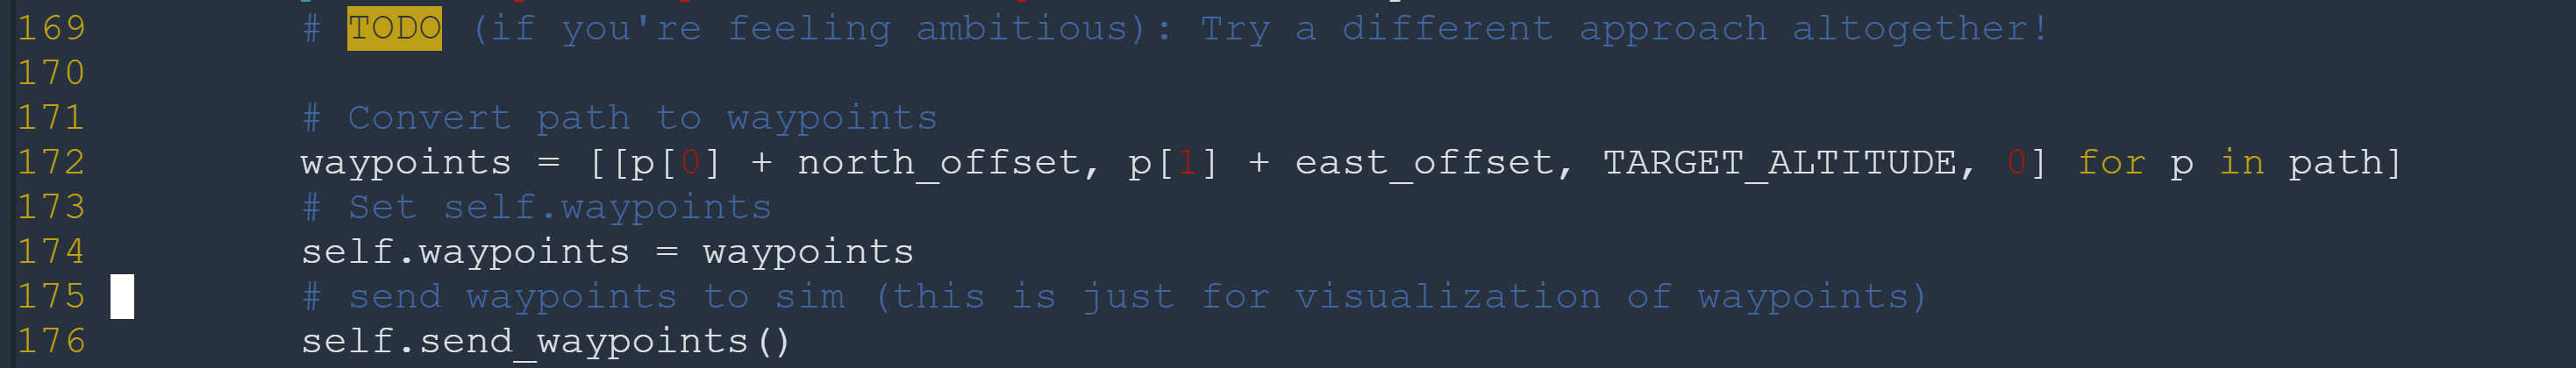 169         # TODO (if you're feeling ambitious): Try a different approach altogether!
170
171         # Convert path to waypoints
172         waypoints = [[p[0] + north_offset, p[1] + east_offset, TARGET_ALTITUDE, 0] for p in path]
173         # Set self.waypoints
174         self.waypoints = waypoints
175         # send waypoints to sim (this is just for visualization of waypoints)
176         self.send_waypoints()